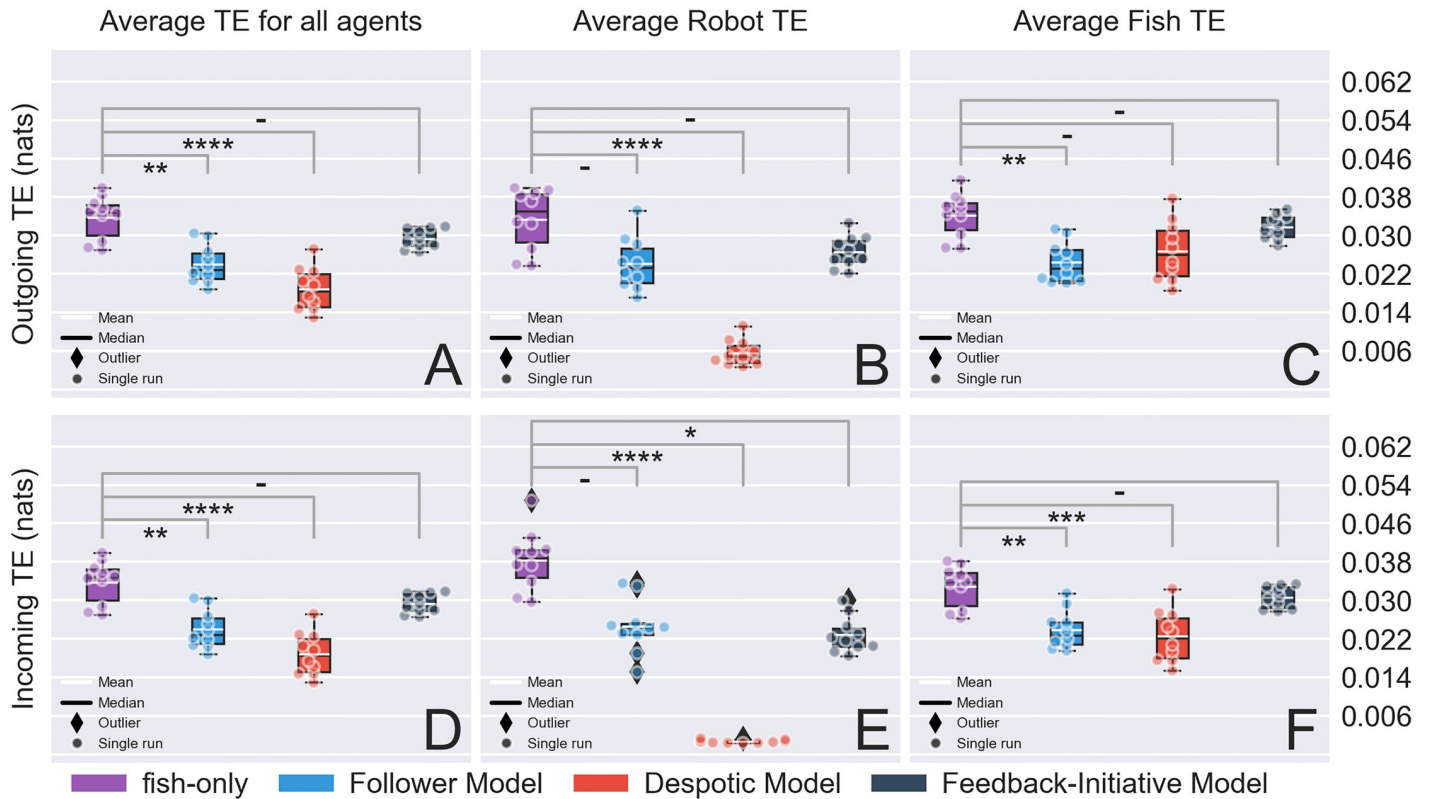 Average TE for all agents
Average Robot TE
Average Fish TE
Outgoing TE (nats)
-
****
**
Mean
Median
Outlier
Single run
A
-
****
-
Mean
Median
Outlier
Single run
B
-
-
**
Mean
Median
Outlier
Single run
C
0.062
0.054
0.046
0.038
0.030
0.022
0.014
0.006
Incoming TE (nats)
-
****
**
Mean
Median
Outlier
Single run
D
*
****
-
Mean
Median
Outlier
Single run
E
-
***
**
Mean
Median
Outlier
Single run
F
0.062
0.054
0.046
0.038
0.030
0.022
0.014
0.006
fish-only
Follower Model
Despotic Model
Feedback-Initiative Model